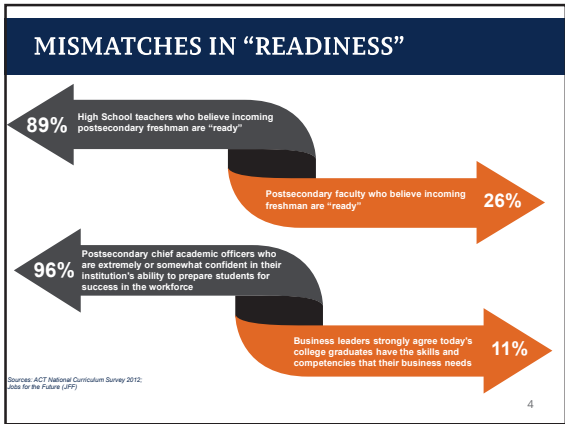 MISMATCHES IN “READINESS”
89%
High School teachers who believe incoming
postsecondary freshman are “ready”
Postsecondary faculty who believe incoming
freshman are “ready”
26%
96%
Postsecondary chief academic officers who
are extremely or somewhat confident in their
institution’s ability to prepare students for
success in the workforce
Business leaders strongly agree today’s
college graduates have the skills and
competencies that their business needs
11%
Sources: ACT National Curriculum Survey 2012;
Jobs for the Future (JFF)
4